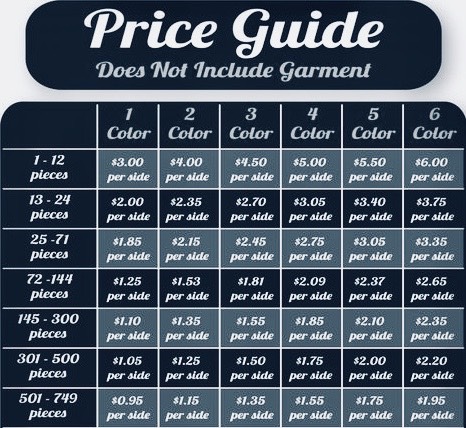 Price Guide
Does Not Include Garment
1 Color 2 Color 3 Color 4 Color 5 Color 6 Color
1 - 12 pieces $3.00 per side $4.00 per side $4.50 per side $5.00 per side $5.50 per side $6.00 per side
13 - 24 pieces $2.00 per side $2.35 per side $2.70 per side $3.05 per side $3.40 per side $3.75 per side
25 -71 pieces $1.85 per side $2.15 per side $2.45 per side $2.75 per side $3.05 per side $3.35 per side
72 -144 pieces $1.25 per side $1.53 per side $1.81 per side $2.09 per side $2.37 per side $2.65 per side
145 - 300 pieces $1.10 per side $1.35 per side $1.55 per side $1.85 per side $2.10 per side $2.35 per side
301 - 500 pieces $1.05 per side $1.25 per side $1.50 per side $1.75 per side $2.00 per side $2.20 per side
501 - 749 pieces $0.95 per side $1.15 per side $1.35 per side $1.55 per side $1.75 per side $1.95 per side